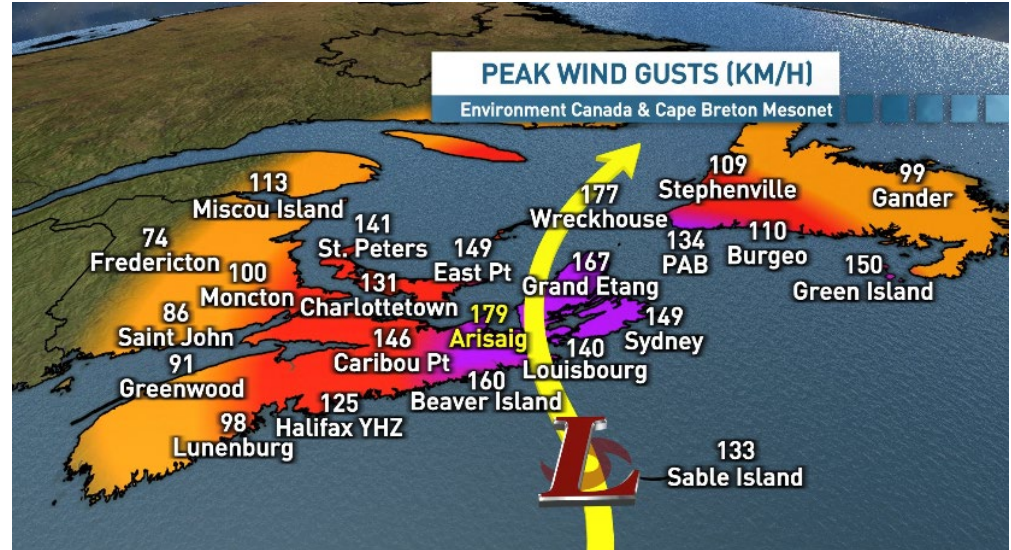 PEAK WIND GUSTS (KM/H)
Environment Canada & Cape Breton Mesonet
113
Miscou Island
141
St. Peters
177
Wreckhouse
109
Stephenville
99
Gander
74
Fredericton
149
East Pt
134
PAB
110
Burgeo
150
Green Island
100
Moncton
131
Charlottetown
167
Grand Etang
86
Saint John
179
Arisaig
149
Sydney
91
Greenwood
146
Caribou Pt
140
Louisbourg
160
Beaver Island
98
Lunenburg
125
Halifax YHZ
L
133
Sable Island